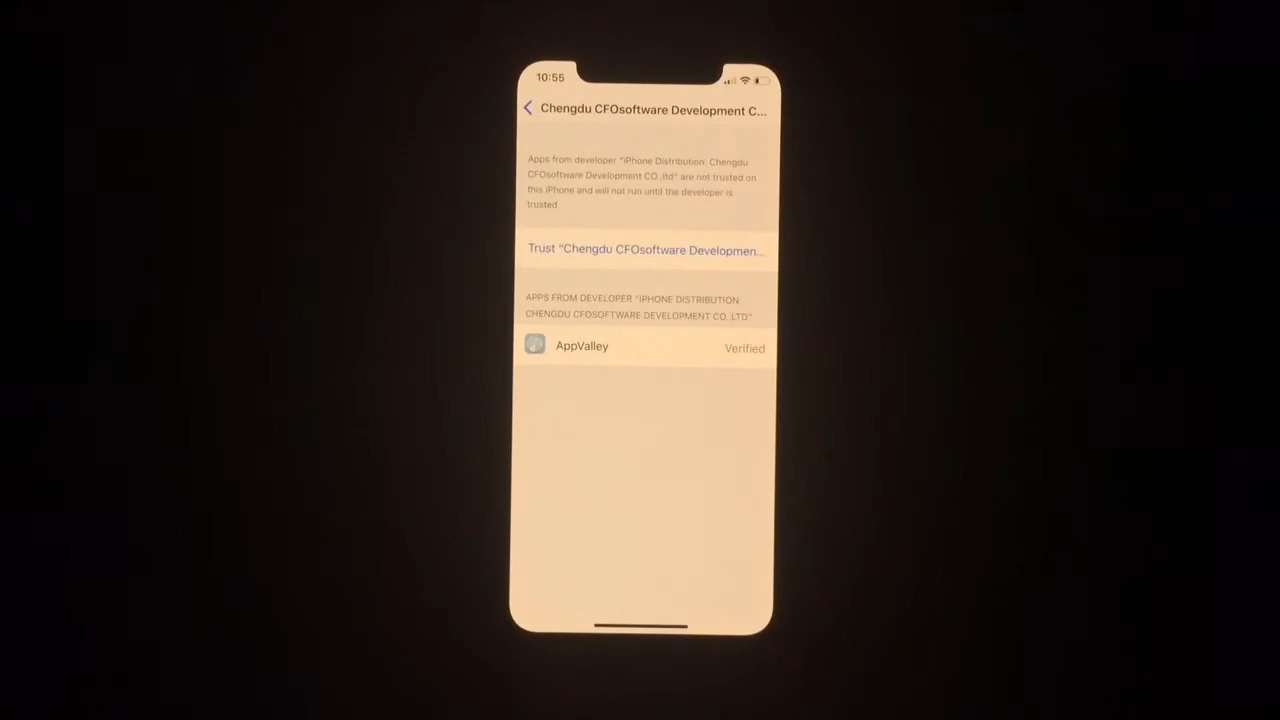 10:55
Chengdu CFOsoftware Development C...
Apps from developer "iPhone Distribution: Chengdu
CFOsoftware Development CO.,ltd" are not trusted on
this iPhone and will not run until the developer is
trusted.
Trust "Chengdu CFOsoftware Developmen...
APPS FROM DEVELOPER "IPHONE DISTRIBUTION:
CHENGDU CFOSOFTWARE DEVELOPMENT CO.,LTD"
AppValley Verified